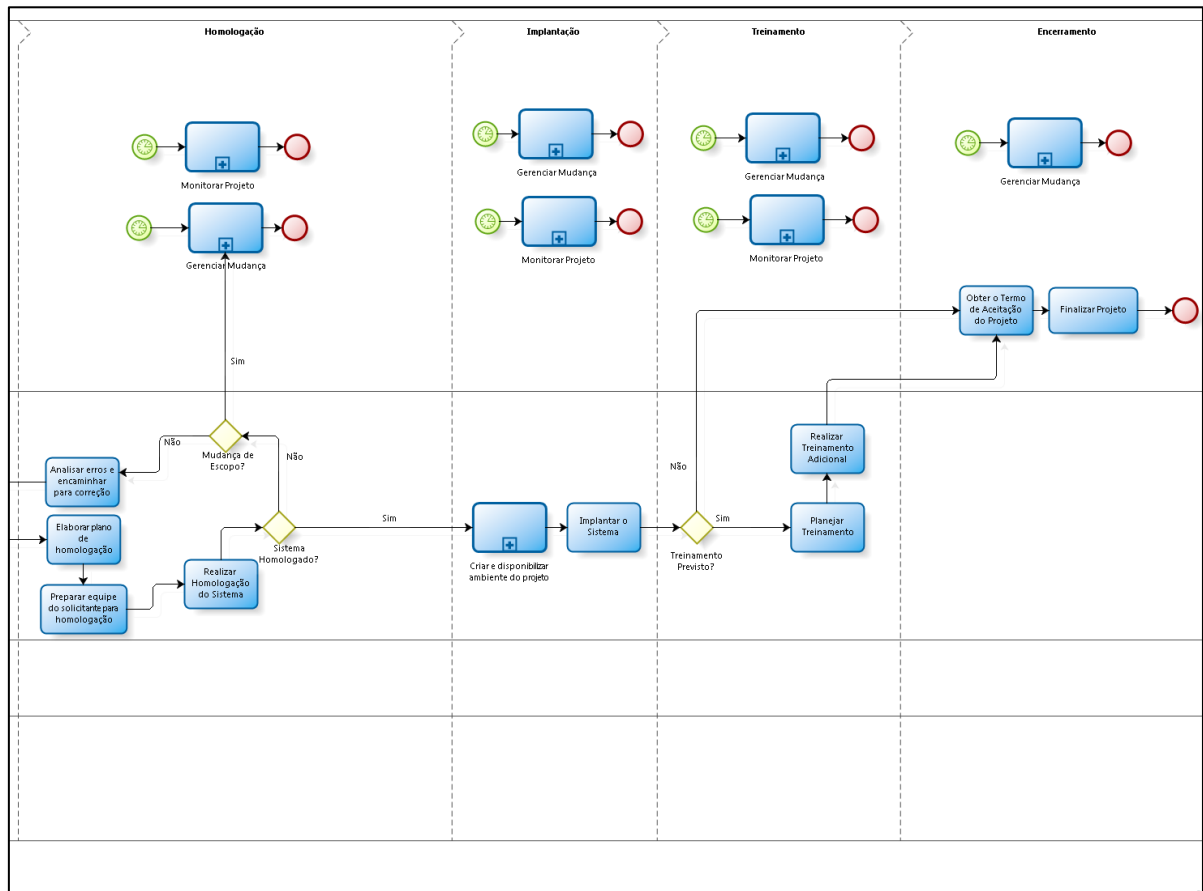 Homologação
Implantação
Treinamento
Encerramento
Monitorar Projeto
Gerenciar Mudança
Gerenciar Mudança
Monitorar Projeto
Gerenciar Mudança
Monitorar Projeto
Gerenciar Mudança
Obter o Termo
de Aceitação
do Projeto
Finalizar Projeto
Sim
Não
Mudança de
Escopo?
Não
Analisar erros e
encaminhar
para correção
Elaborar plano
de
homologação
Preparar equipe
do solicitante para
homologação
Realizar
Homologação
do Sistema
Sistema
Homologado?
Sim
Criar e disponibilizar
ambiente do projeto
Implantar o
Sistema
Não
Sim
Treinamento
Previsto?
Planejar
Treinamento
Realizar
Treinamento
Adicional